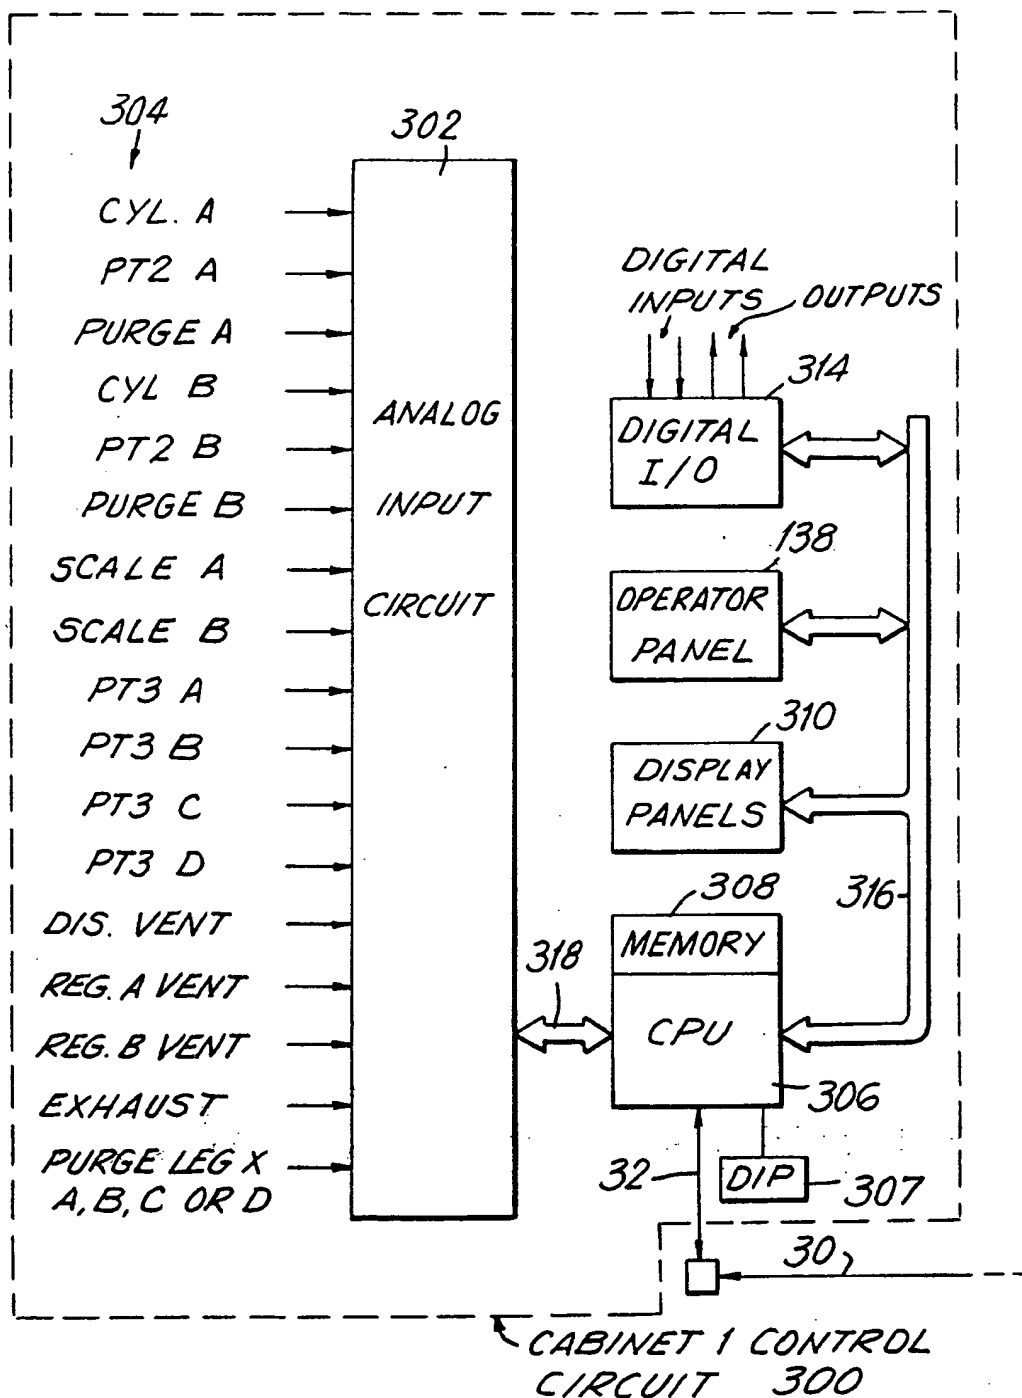 304
302
CYL. A
PT2 A
PURGE A
CYL B
PT2 B
PURGE B
SCALE A
SCALE B
PT3 A
PT3 B
PT3 C
PT3 D
DIS. VENT
REG. A VENT
REG. B VENT
EXHAUST
PURGE LEG X
A, B, C OR D
ANALOG
INPUT
CIRCUIT
DIGITAL
INPUTS
OUTPUTS
314
DIGITAL
I/O
138
OPERATOR
PANEL
310
DISPLAY
PANELS
316
308
MEMORY
318
CPU
306
32
DIP
307
30
CABINET 1 CONTROL
CIRCUIT 300